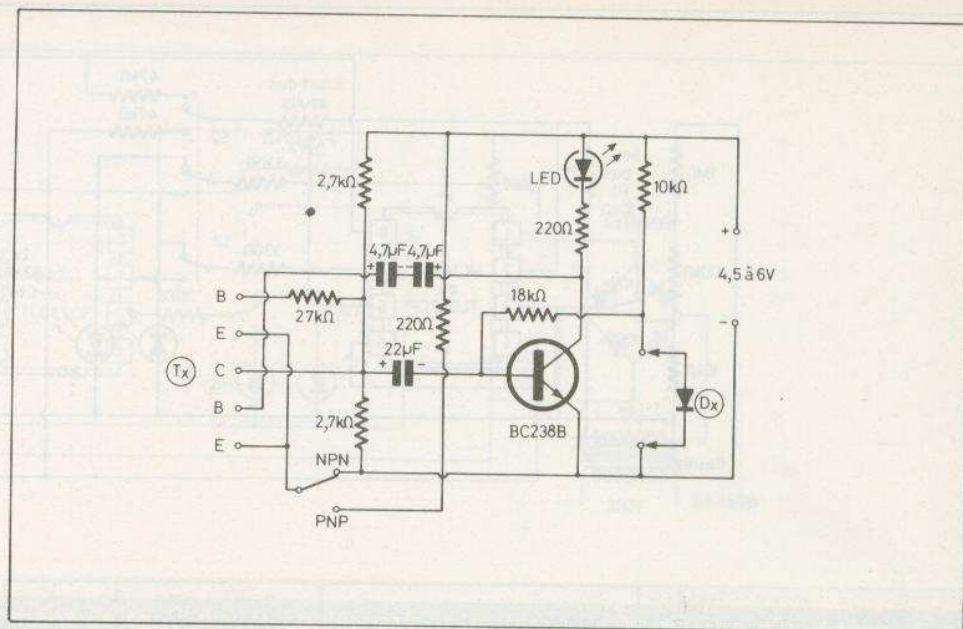 2,7kΩ
LED
10kΩ
220Ω
4,7µF 4,7µF
+ - - +
+
4,5 à 6V
-
B
27kΩ
18kΩ
220Ω
E
22µF
+ -
Tx
C
B
2,7kΩ
BC238B
Dx
E
NPN
PNP